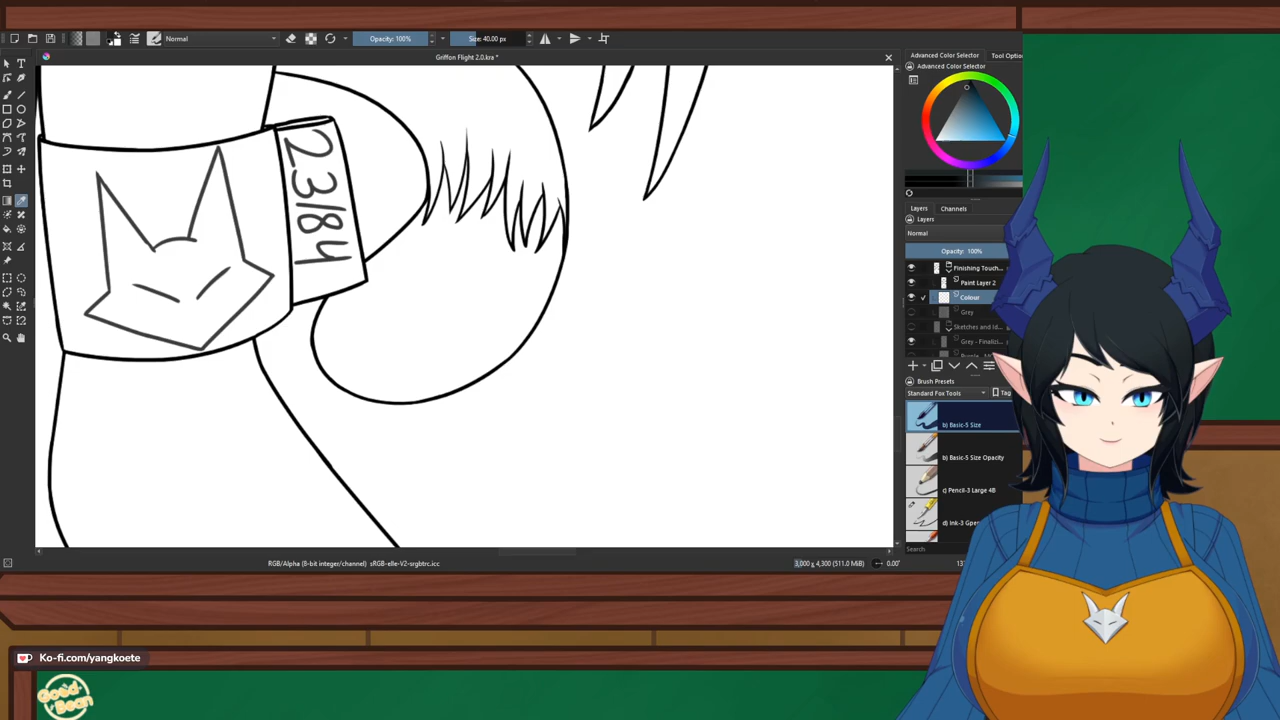 Normal
Opacity: 100%
Size: 40.00 px
Griffon Flight 2.0.kra *
23184
RGB/Alpha (8-bit integer/channel) sRGB-elle-V2-srgbtrc.icc
3,000 x 4,300 (511.0 MiB)
0.00°
Advanced Color Selector
Tool Option
Advanced Color Selector
Layers
Channels
Layers
Normal
Opacity: 100%
Finishing Touch...
Paint Layer 2
Colour
Grey
Sketches and Id...
Grey - Finalizi...
Brush Presets
Standard Fox Tools
Tag
b) Basic-5 Size
b) Basic-5 Size Opacity
c) Pencil-3 Large 4B
d) Ink-3 Gpen
Search
Ko-fi.com/yangkoete
Good
Bean